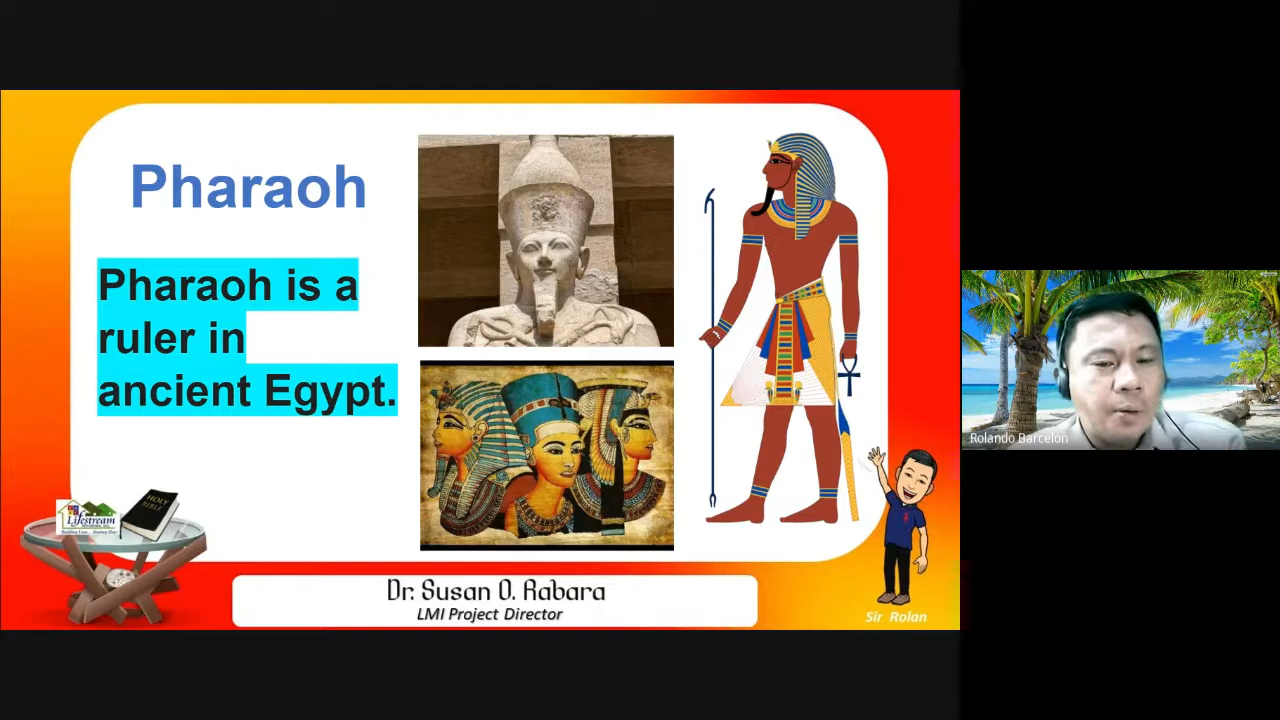 Pharaoh
Pharaoh is a
ruler in
ancient Egypt.
HOLY
BIBLE
Lifestream
Dr. Susan O. Rabara
LMI Project Director
Sir Rolan
Rolando Barcelon